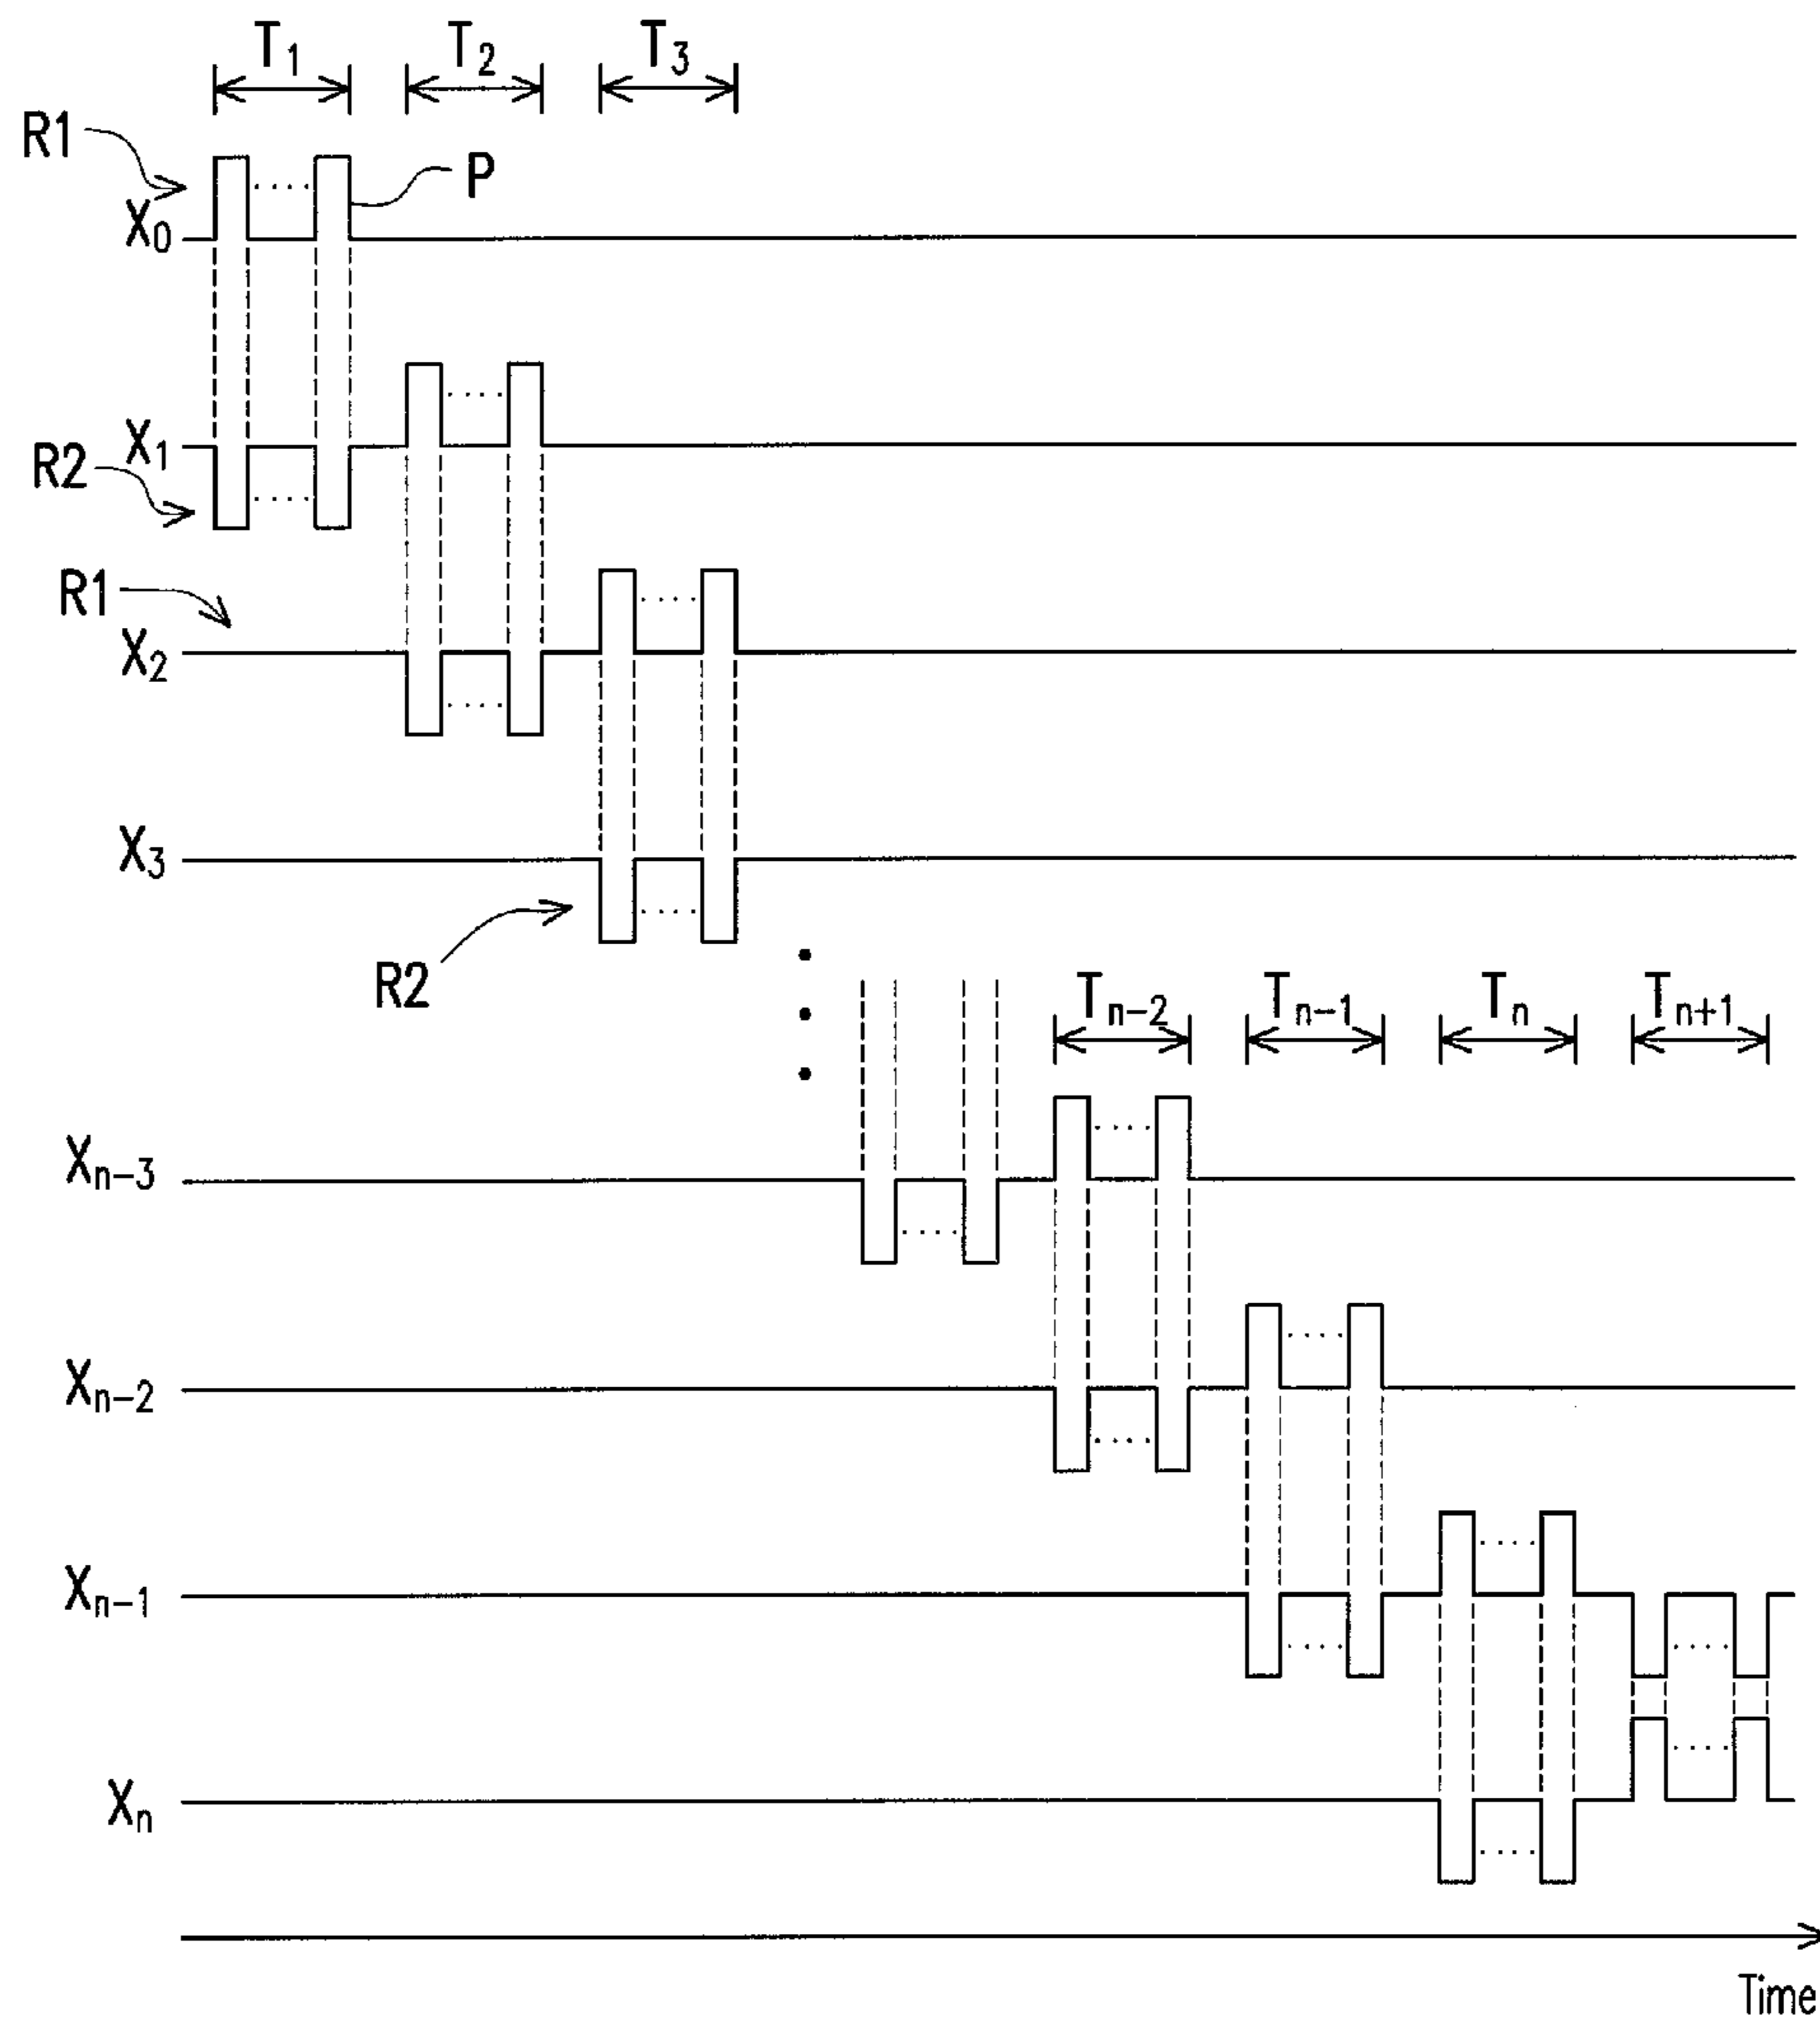 T1 T2 T3
R1
P
X0
X1
R2
R1
X2
X3
R2
Tn-2 Tn-1 Tn Tn+1
Xn-3
Xn-2
Xn-1
Xn
Time